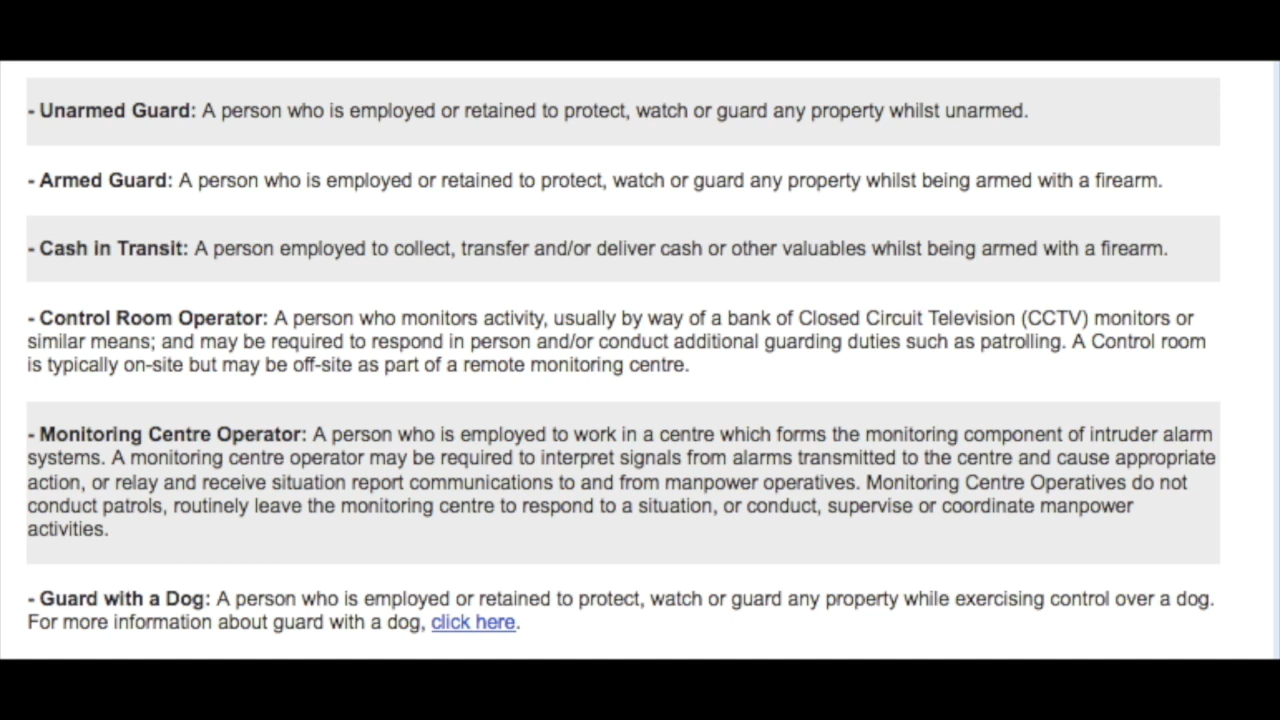 - Unarmed Guard: A person who is employed or retained to protect, watch or guard any property whilst unarmed.
- Armed Guard: A person who is employed or retained to protect, watch or guard any property whilst being armed with a firearm.
- Cash in Transit: A person employed to collect, transfer and/or deliver cash or other valuables whilst being armed with a firearm.
- Control Room Operator: A person who monitors activity, usually by way of a bank of Closed Circuit Television (CCTV) monitors or
similar means; and may be required to respond in person and/or conduct additional guarding duties such as patrolling. A Control room
is typically on-site but may be off-site as part of a remote monitoring centre.
- Monitoring Centre Operator: A person who is employed to work in a centre which forms the monitoring component of intruder alarm
systems. A monitoring centre operator may be required to interpret signals from alarms transmitted to the centre and cause appropriate
action, or relay and receive situation report communications to and from manpower operatives. Monitoring Centre Operatives do not
conduct patrols, routinely leave the monitoring centre to respond to a situation, or conduct, supervise or coordinate manpower
activities.
- Guard with a Dog: A person who is employed or retained to protect, watch or guard any property while exercising control over a dog.
For more information about guard with a dog, click here.